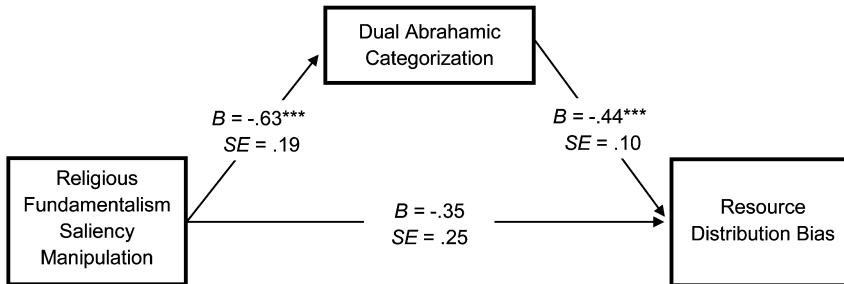 Dual Abrahamic
Categorization
B = -.63***
SE = .19
B = -.44***
SE = .10
Religious
Fundamentalism
Saliency
Manipulation
B = -.35
SE = .25
Resource
Distribution Bias